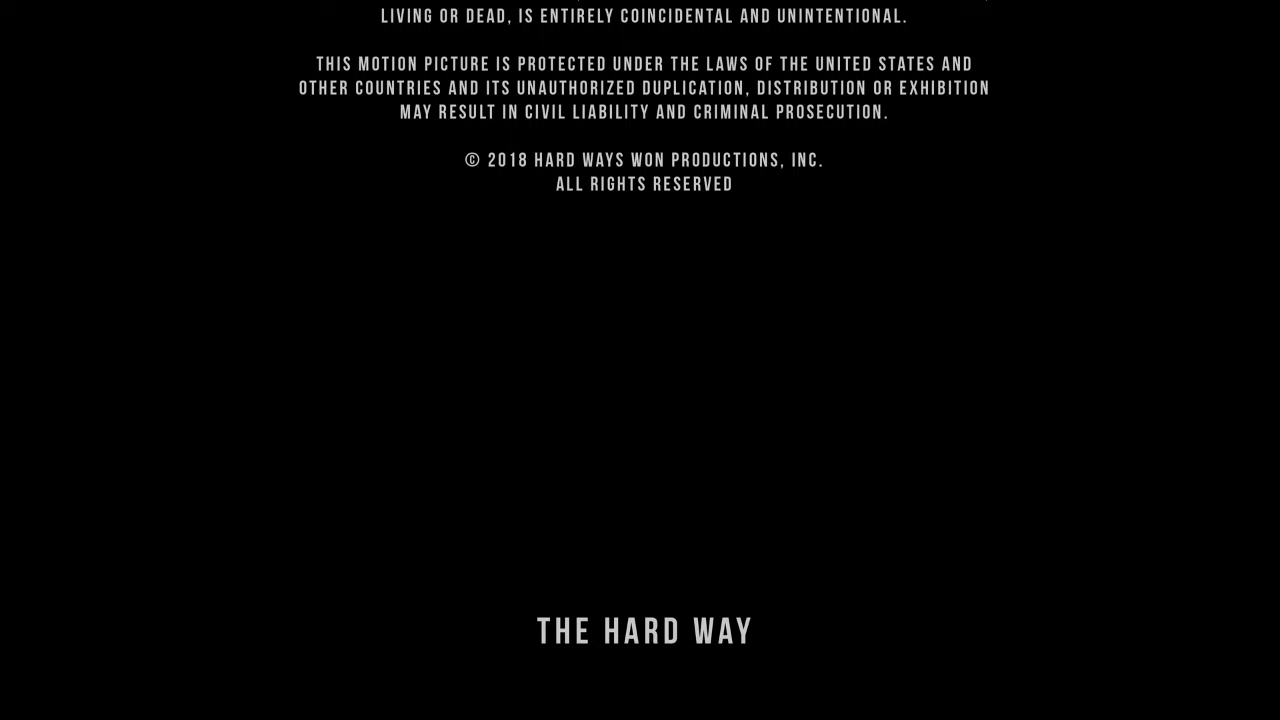 LIVING OR DEAD, IS ENTIRELY COINCIDENTAL AND UNINTENTIONAL.
THIS MOTION PICTURE IS PROTECTED UNDER THE LAWS OF THE UNITED STATES AND
OTHER COUNTRIES AND ITS UNAUTHORIZED DUPLICATION, DISTRIBUTION OR EXHIBITION
MAY RESULT IN CIVIL LIABILITY AND CRIMINAL PROSECUTION.
© 2018 HARD WAYS WON PRODUCTIONS, INC.
ALL RIGHTS RESERVED
THE HARD WAY